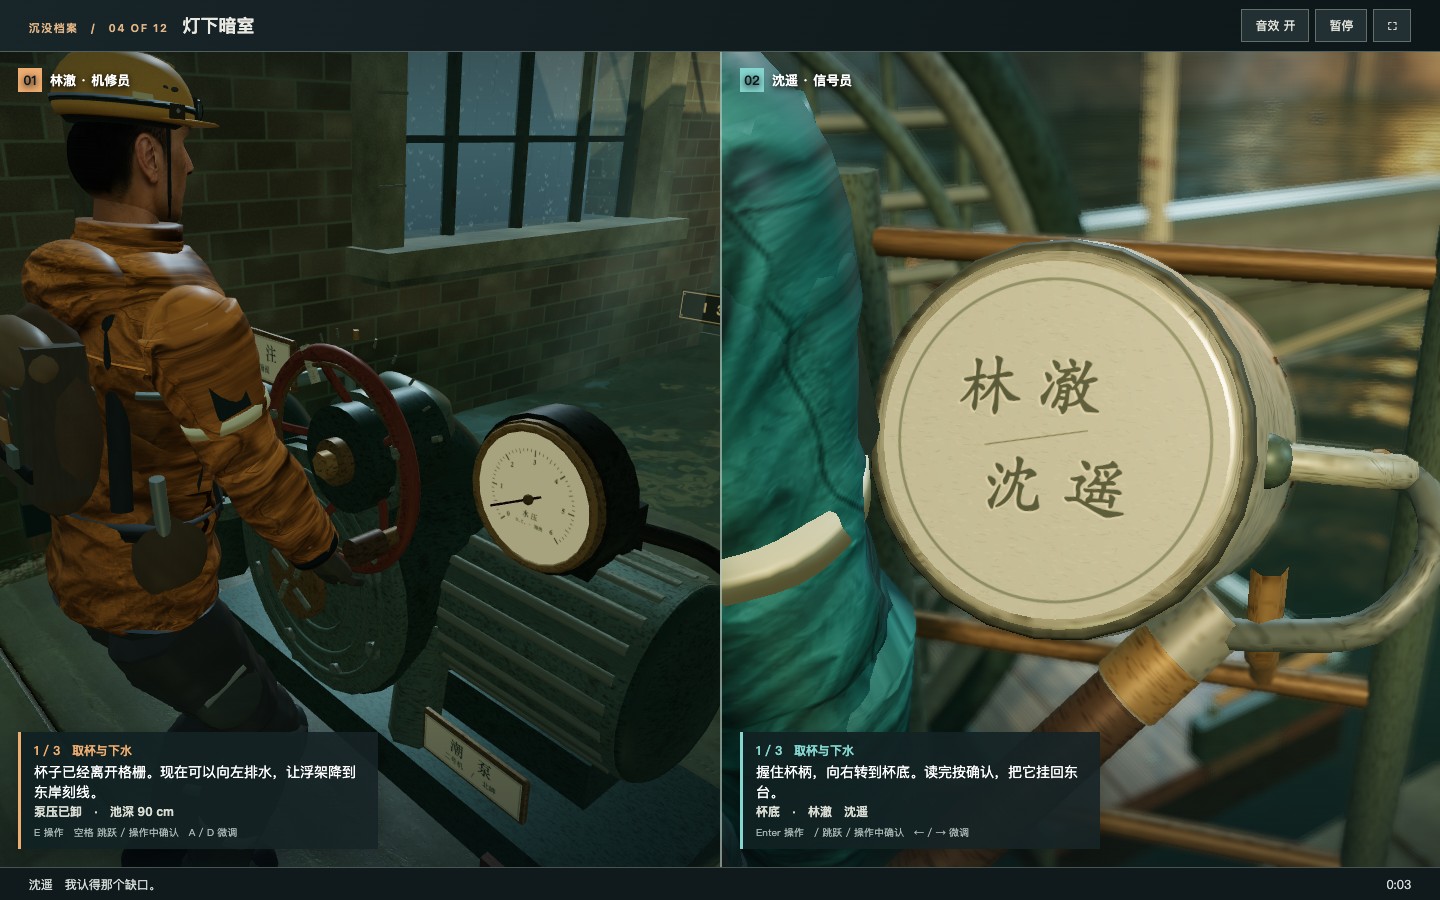 沉没档案 / 04 OF 12 灯下暗室
音效 开
暂停
01 林澈 · 机修员
注
水压
潮 泵
1 / 3 取杯与下水
杯子已经离开格栅。现在可以向左排水，让浮架降到
东岸刻线。
泵压已卸 · 池深 90 cm
E 操作 空格 跳跃 / 操作中确认 A / D 微调
02 沈遥 · 信号员
林澈
沈遥
1 / 3 取杯与下水
握住杯柄，向右转到杯底。读完按确认，把它挂回东
台。
杯底 · 林澈 沈遥
Enter 操作 / 跳跃 / 操作中确认 ← / → 微调
沈遥 我认得那个缺口。
0:03